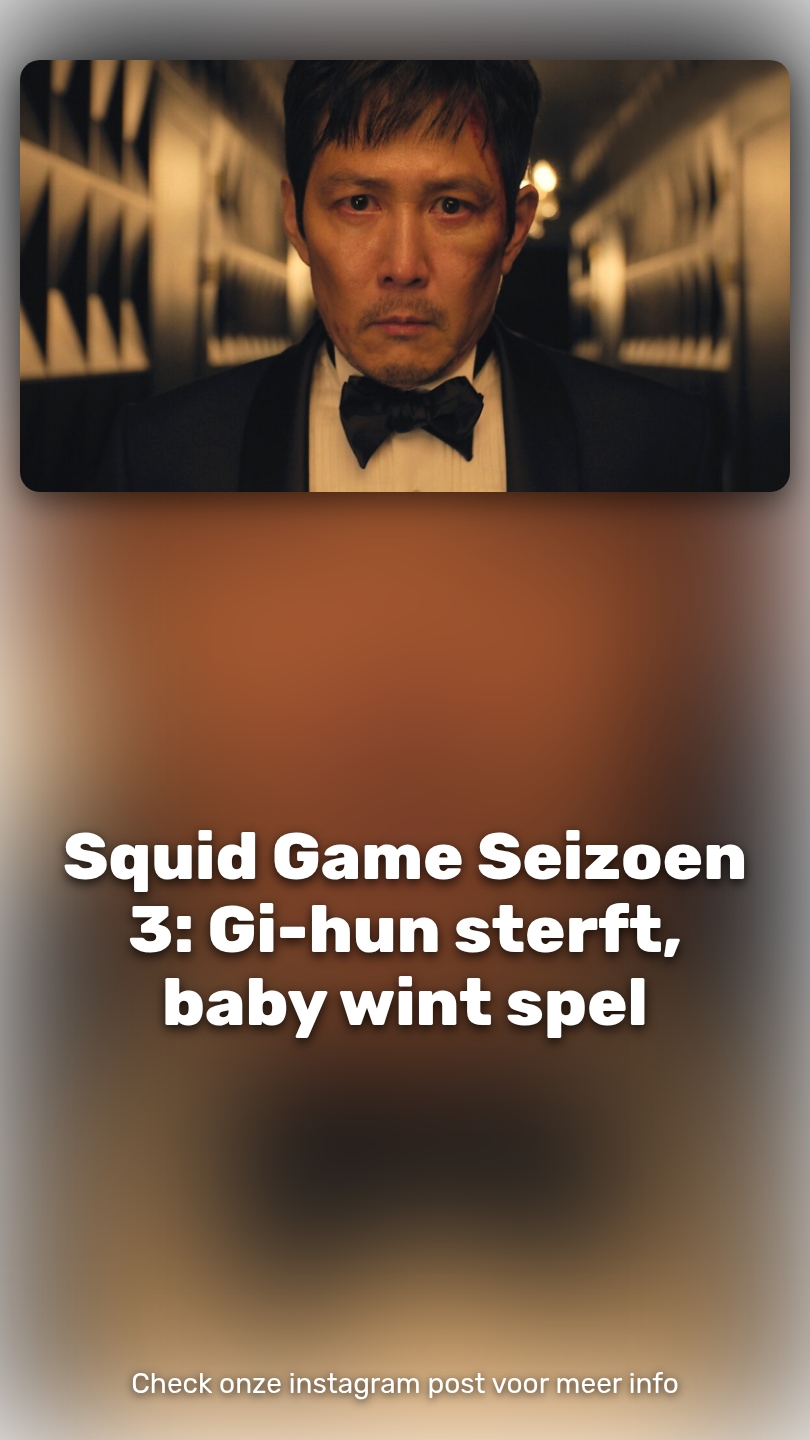 Squid Game Seizoen
3: Gi-hun sterft,
baby wint spel
Check onze instagram post voor meer info